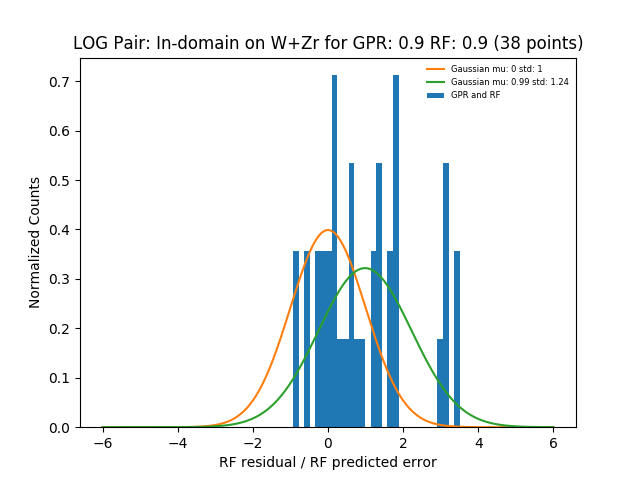 LOG Pair: In-domain on W+Zr for GPR: 0.9 RF: 0.9 (38 points)
Gaussian mu: 0 std: 1
Gaussian mu: 0.99 std: 1.24
GPR and RF
Normalized Counts
0.7
0.6
0.5
0.4
0.3
0.2
0.1
0.0
−6 −4 −2 0 2 4 6
RF residual / RF predicted error